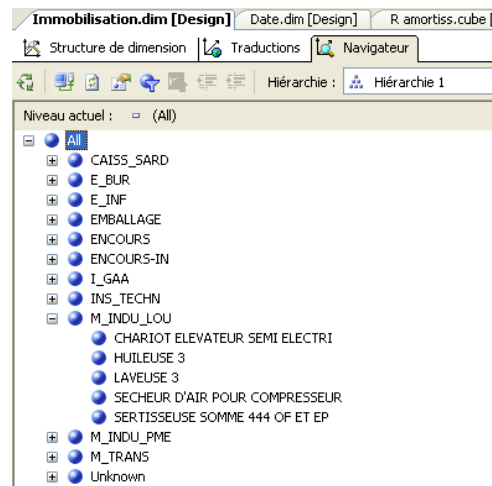 Immobilisation.dim [Design] Date.dim [Design] R amortiss.cube [
Structure de dimension Traductions Navigateur
Hiérarchie : Hiérarchie 1
Niveau actuel : (All)
All
CAISS_SARD
E_BUR
E_INF
EMBALLAGE
ENCOURS
ENCOURS-IN
I_GAA
INS_TECHN
M_INDU_LOU
CHARIOT ELEVATEUR SEMI ELECTRI
HUILEUSE 3
LAVEUSE 3
SECHEUR D'AIR POUR COMPRESSEUR
SERTISSEUSE SOMME 444 OF ET EP
M_INDU_PME
M_TRANS
Unknown